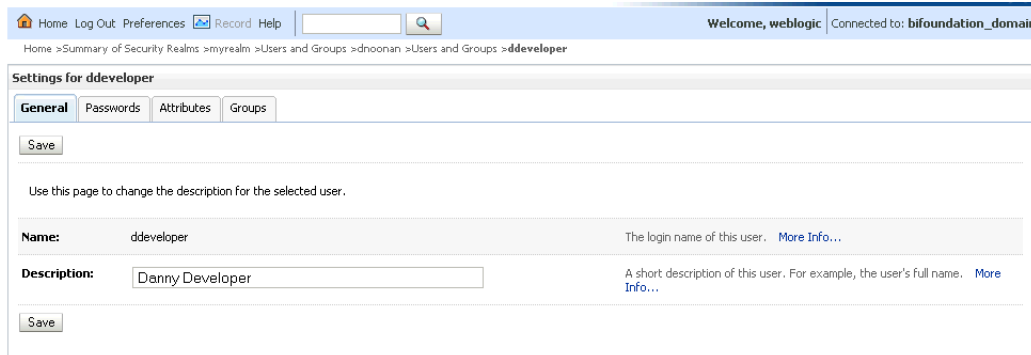 Home Log Out Preferences Record Help Welcome, weblogic Connected to: bifoundation_domain
Home >Summary of Security Realms >myrealm >Users and Groups >dnoonan >Users and Groups >ddeveloper
Settings for ddeveloper
General Passwords Attributes Groups
Save
Use this page to change the description for the selected user.
Name: ddeveloper The login name of this user. More Info...
Description: Danny Developer A short description of this user. For example, the user's full name. More
Info...
Save